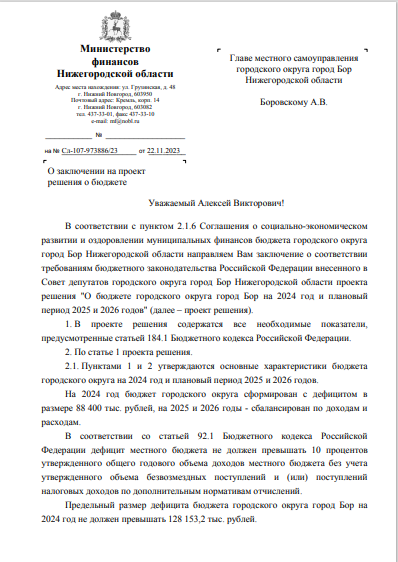 Министерство
финансов
Нижегородской области
Адрес места нахождения: ул. Грузинская, д. 48
г. Нижний Новгород, 603950
Почтовый адрес: Кремль, корп. 14
г. Нижний Новгород, 603082
тел. 437-33-01, факс 437-33-10
e-mail: mf@nobl.ru
№
на № Сл-107-973886/23 от 22.11.2023
О заключении на проект
решения о бюджете
Главе местного самоуправления
городского округа город Бор
Нижегородской области
Боровскому А.В.
Уважаемый Алексей Викторович!
В соответствии с пунктом 2.1.6 Соглашения о социально-экономическом
развитии и оздоровлении муниципальных финансов бюджета городского округа
город Бор Нижегородской области направляем Вам заключение о соответствии
требованиям бюджетного законодательства Российской Федерации внесенного в
Совет депутатов городского округа город Бор Нижегородской области проекта
решения "О бюджете городского округа город Бор на 2024 год и плановый
период 2025 и 2026 годов" (далее – проект решения).
1. В проекте решения содержатся все необходимые показатели,
предусмотренные статьей 184.1 Бюджетного кодекса Российской Федерации.
2. По статье 1 проекта решения.
2.1. Пунктами 1 и 2 утверждаются основные характеристики бюджета
городского округа на 2024 год и плановый период 2025 и 2026 годов.
На 2024 год бюджет городского округа сформирован с дефицитом в
размере 88 400 тыс. рублей, на 2025 и 2026 годы - сбалансирован по доходам и
расходам.
В соответствии со статьей 92.1 Бюджетного кодекса Российской
Федерации дефицит местного бюджета не должен превышать 10 процентов
утвержденного общего годового объема доходов местного бюджета без учета
утвержденного объема безвозмездных поступлений и (или) поступлений
налоговых доходов по дополнительным нормативам отчислений.
Предельный размер дефицита бюджета городского округа город Бор на
2024 год не должен превышать 128 153,2 тыс. рублей.